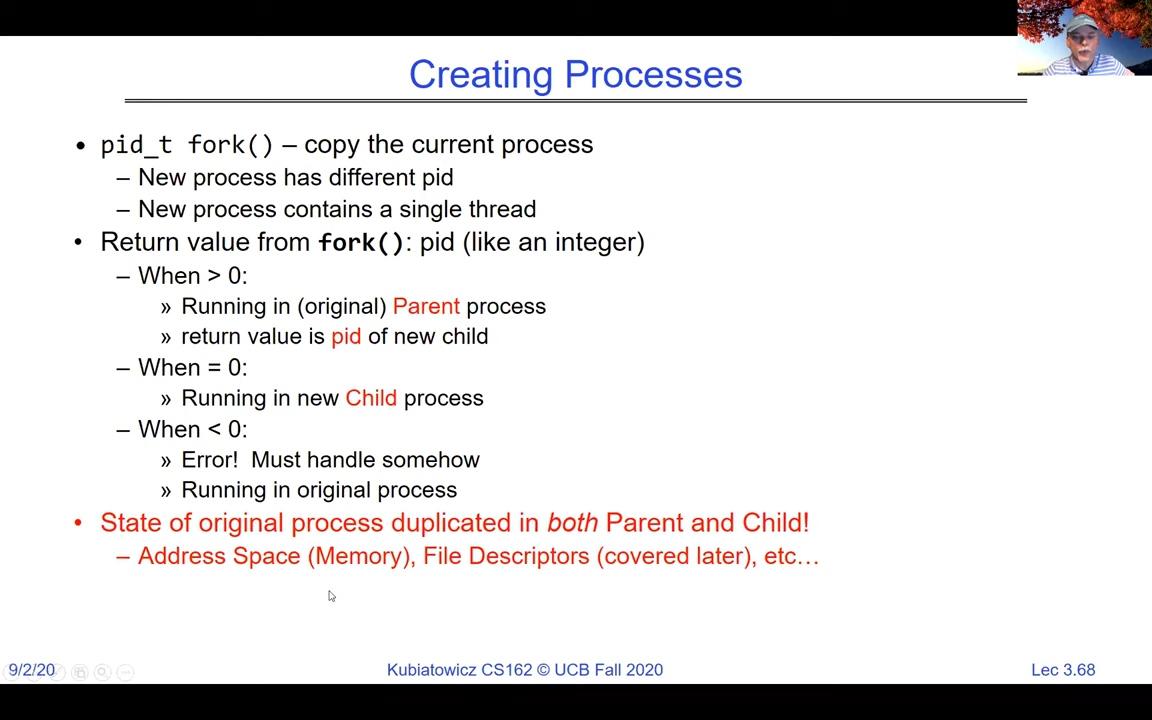 Creating Processes
• pid_t fork() – copy the current process
– New process has different pid
– New process contains a single thread
• Return value from fork(): pid (like an integer)
– When > 0:
» Running in (original) Parent process
» return value is pid of new child
– When = 0:
» Running in new Child process
– When < 0:
» Error! Must handle somehow
» Running in original process
• State of original process duplicated in both Parent and Child!
– Address Space (Memory), File Descriptors (covered later), etc…
9/2/20
Kubiatowicz CS162 © UCB Fall 2020
Lec 3.68